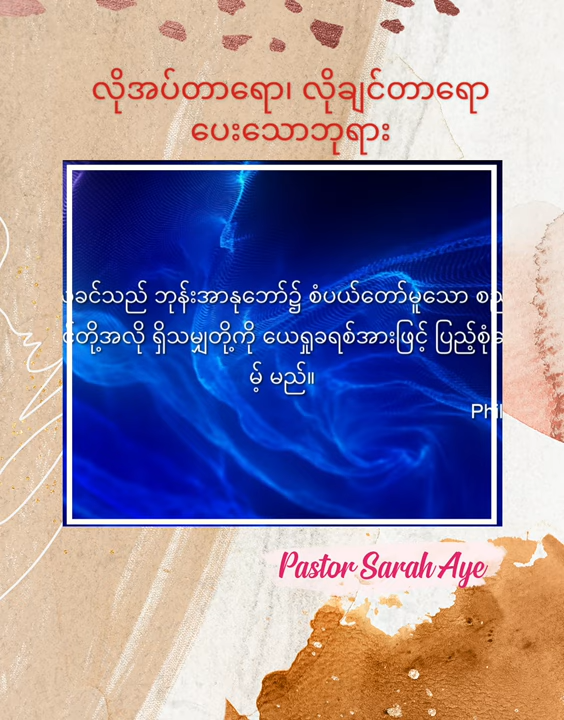 လိုအပ်တာရော၊ လိုချင်တာရော
ပေးသောဘုရား
ခင်သည် ဘုန်းအာနုဘော်၌ စံပယ်တော်မူသော
တို့အလို ရှိသမျှတို့ကို ယေရှုခရစ်အားဖြင့် ပြည့်စုံ
မ့် မည်။
Phil
Pastor Sarah Aye